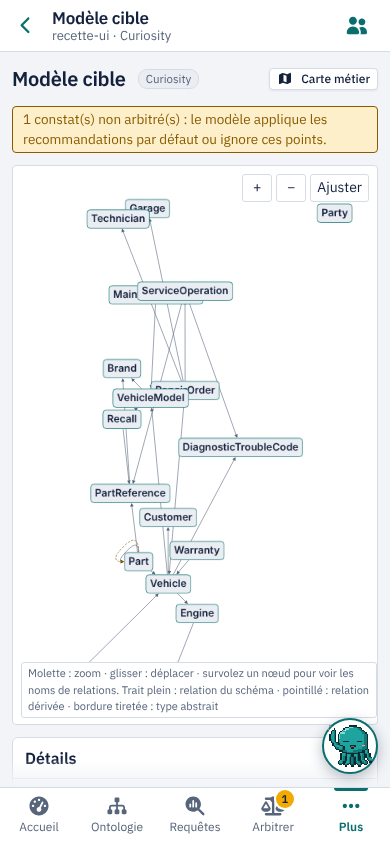 Modèle cible
recette-ui · Curiosity
Modèle cible
Curiosity
Carte métier
1 constat(s) non arbitré(s) : le modèle applique les
recommandations par défaut ou ignore ces points.
+
−
Ajuster
Party
Garage
Technician
ServiceOperation
Brand
VehicleModel
Recall
DiagnosticTroubleCode
PartReference
Customer
Warranty
Part
Vehicle
Engine
Molette : zoom · glisser : déplacer · survolez un nœud pour voir les
noms de relations. Trait plein : relation du schéma · pointillé : relation
dérivée · bordure tiretée : type abstrait
Détails
1
Accueil
Ontologie
Requêtes
Arbitrer
Plus